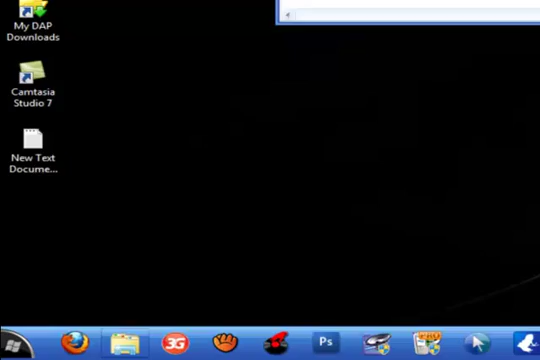 My DAP
Downloads
Camtasia
Studio 7
New Text
Docume...
3G
Ps